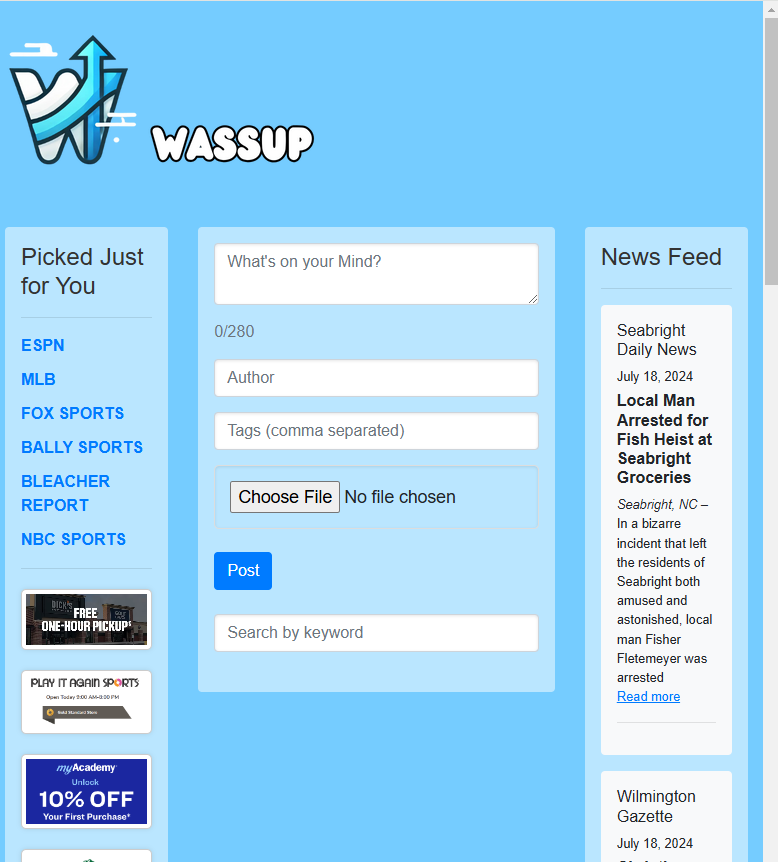 WASSUP
Picked Just
for You
ESPN
MLB
FOX SPORTS
BALLY SPORTS
BLEACHER
REPORT
NBC SPORTS
DICK'S
FREE
ONE-HOUR PICKUP
PLAY IT AGAIN SPORTS
Open Today 9:00 AM-8:00 PM
Gold Standard Store
myAcademy
Unlock
10% OFF
Your First Purchase*
What's on your Mind?
0/280
Author
Tags (comma separated)
Choose File No file chosen
Post
Search by keyword
News Feed
Seabright
Daily News
July 18, 2024
Local Man
Arrested for
Fish Heist at
Seabright
Groceries
Seabright, NC –
In a bizarre
incident that left
the residents of
Seabright both
amused and
astonished, local
man Fisher
Fletemeyer was
arrested
Read more
Wilmington
Gazette
July 18, 2024